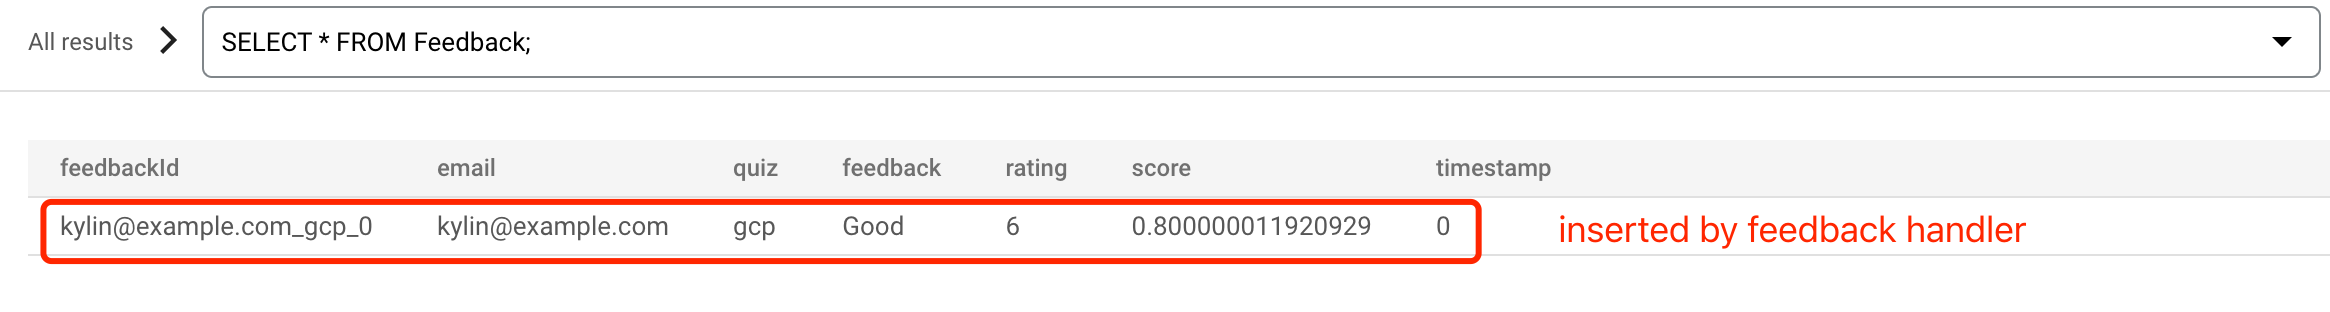 All results SELECT * FROM Feedback;
feedbackId email quiz feedback rating score timestamp
kylin@example.com_gcp_0 kylin@example.com gcp Good 6 0.800000011920929 0 inserted by feedback handler